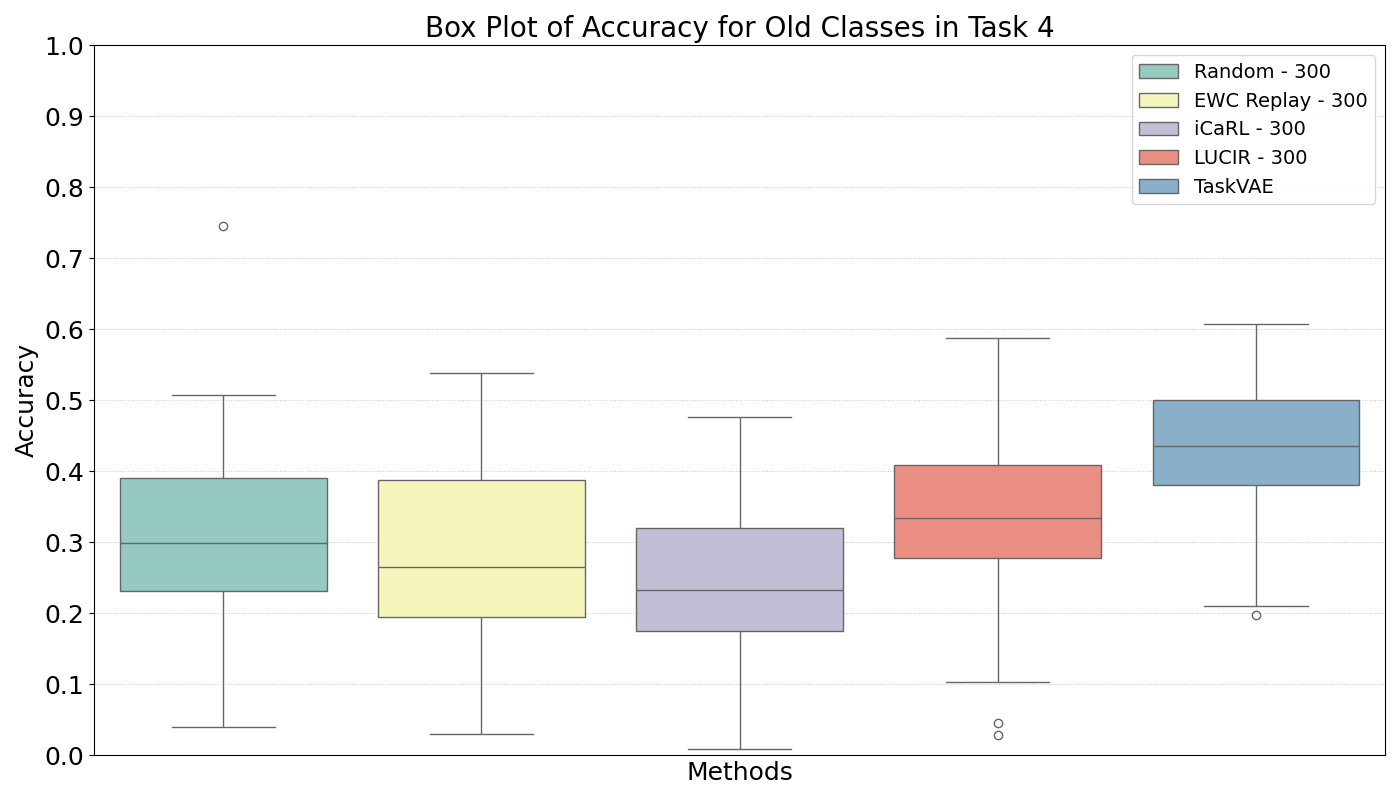 Box Plot of Accuracy for Old Classes in Task 4
1.0
0.9
0.8
0.7
0.6
0.5
0.4
0.3
0.2
0.1
0.0
Accuracy
Methods
Random - 300
EWC Replay - 300
iCaRL - 300
LUCIR - 300
TaskVAE